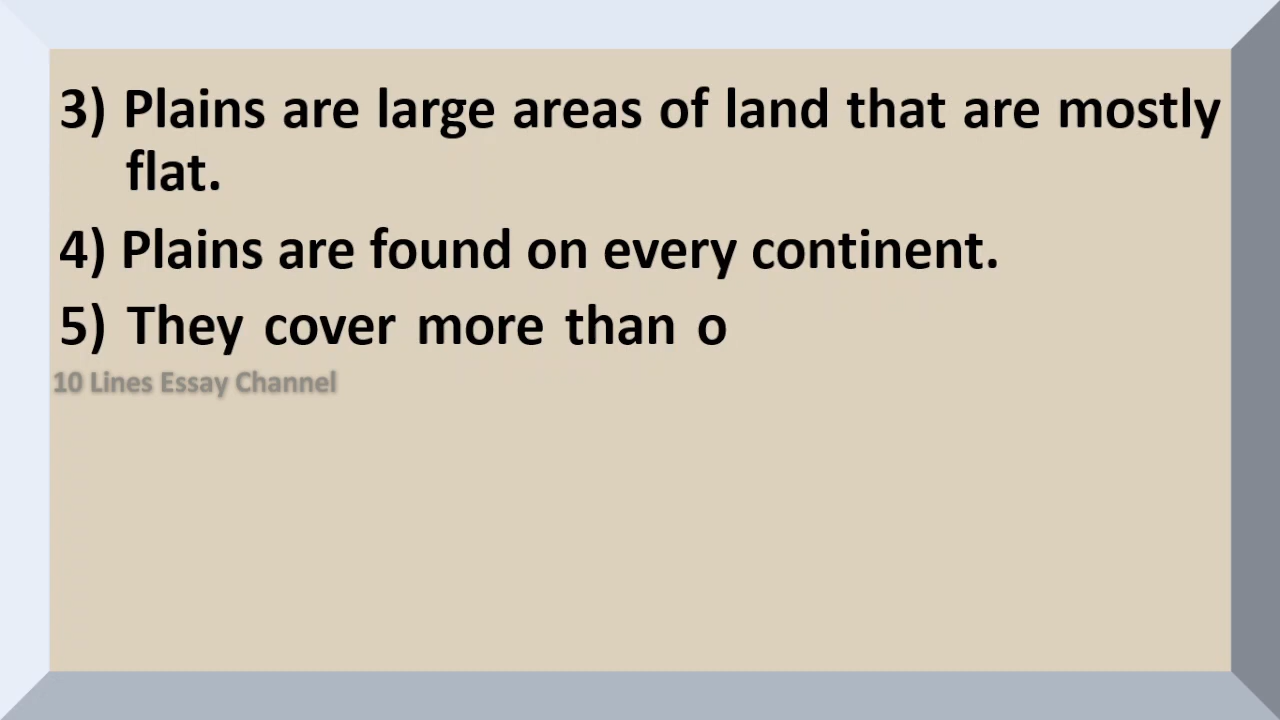 3) Plains are large areas of land that are mostly
flat.
4) Plains are found on every continent.
5) They cover more than o
10 Lines Essay Channel